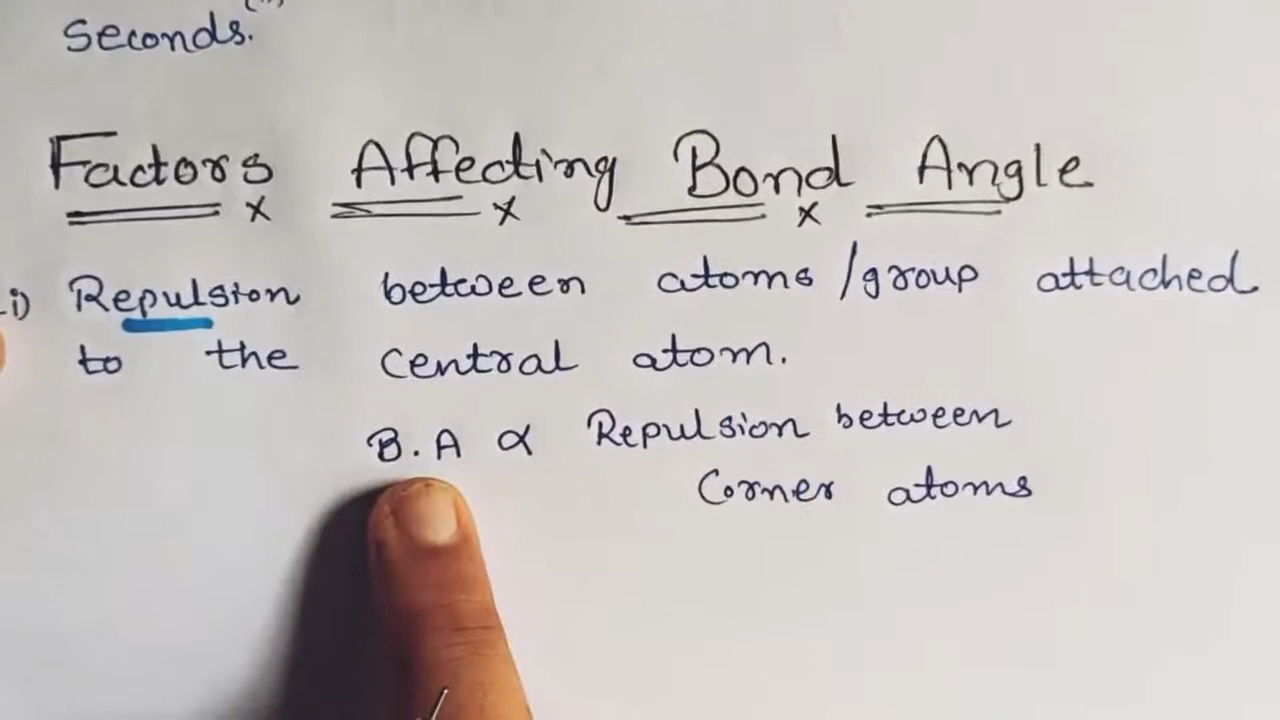 seconds.
Factors Affecting Bond Angle
i) Repulsion between atoms/group attached
to the central atom.
B.A ∝ Repulsion between
Corner atoms